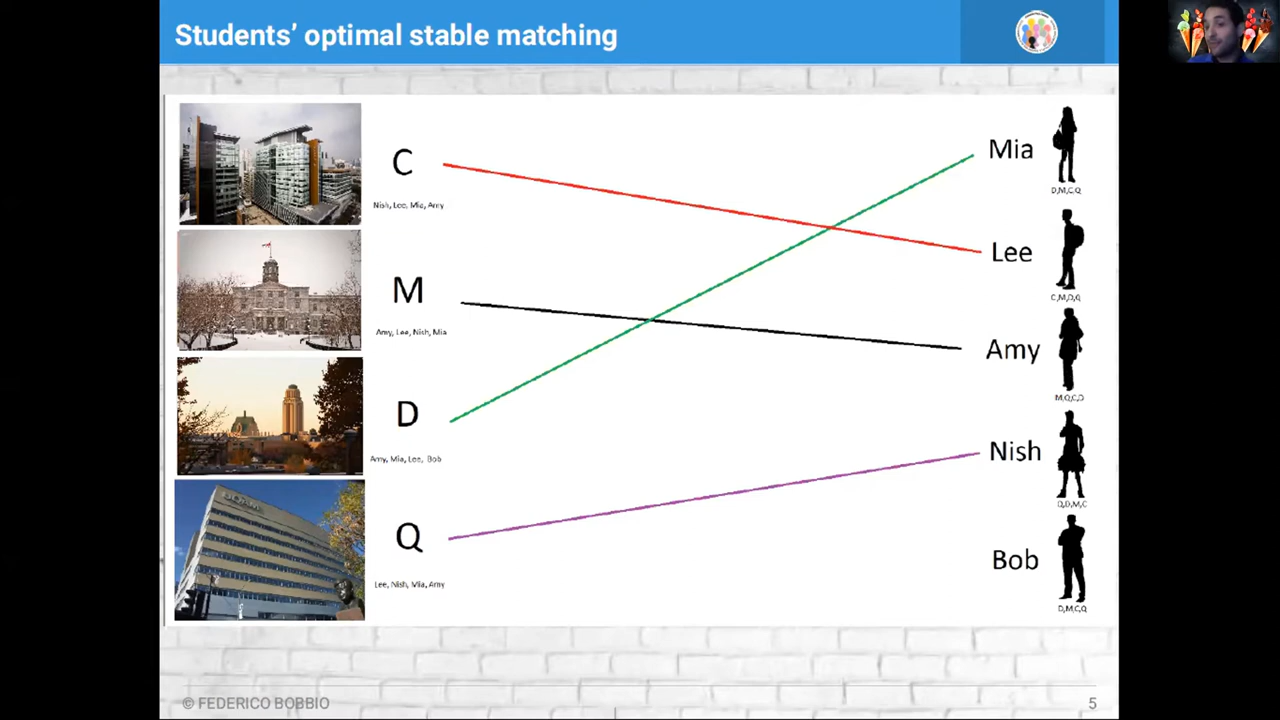 Students' optimal stable matching
C
Nish, Lee, Mia, Amy
M
Amy, Lee, Nish, Mia
D
Amy, Mia, Lee, Bob
Q
Lee, Nish, Mia, Amy
Mia
D,M,C,Q
Lee
C,M,D,Q
Amy
M,Q,C,D
Nish
Q,D,M,C
Bob
D,M,C,Q
© FEDERICO BOBBIO
5